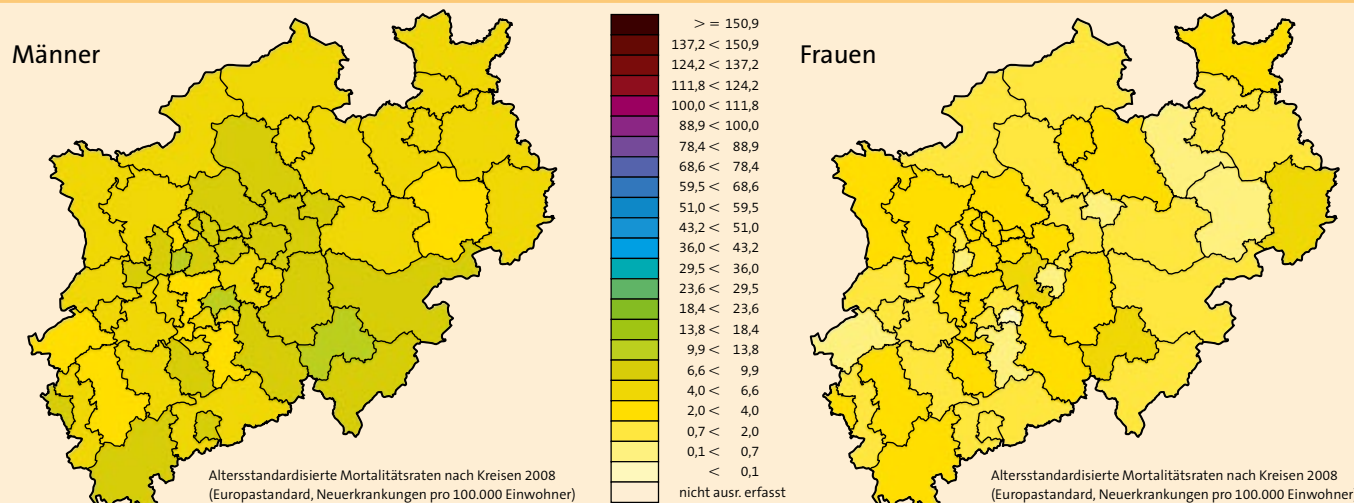 Männer
Frauen
> = 150,9
137,2 < 150,9
124,2 < 137,2
111,8 < 124,2
100,0 < 111,8
88,9 < 100,0
78,4 < 88,9
68,6 < 78,4
59,5 < 68,6
51,0 < 59,5
43,2 < 51,0
36,0 < 43,2
29,5 < 36,0
23,6 < 29,5
18,4 < 23,6
13,8 < 18,4
9,9 < 13,8
6,6 < 9,9
4,0 < 6,6
2,0 < 4,0
0,7 < 2,0
0,1 < 0,7
< 0,1
nicht ausr. erfasst
Altersstandardisierte Mortalitätsraten nach Kreisen 2008
(Europastandard, Neuerkrankungen pro 100.000 Einwohner)
Altersstandardisierte Mortalitätsraten nach Kreisen 2008
(Europastandard, Neuerkrankungen pro 100.000 Einwohner